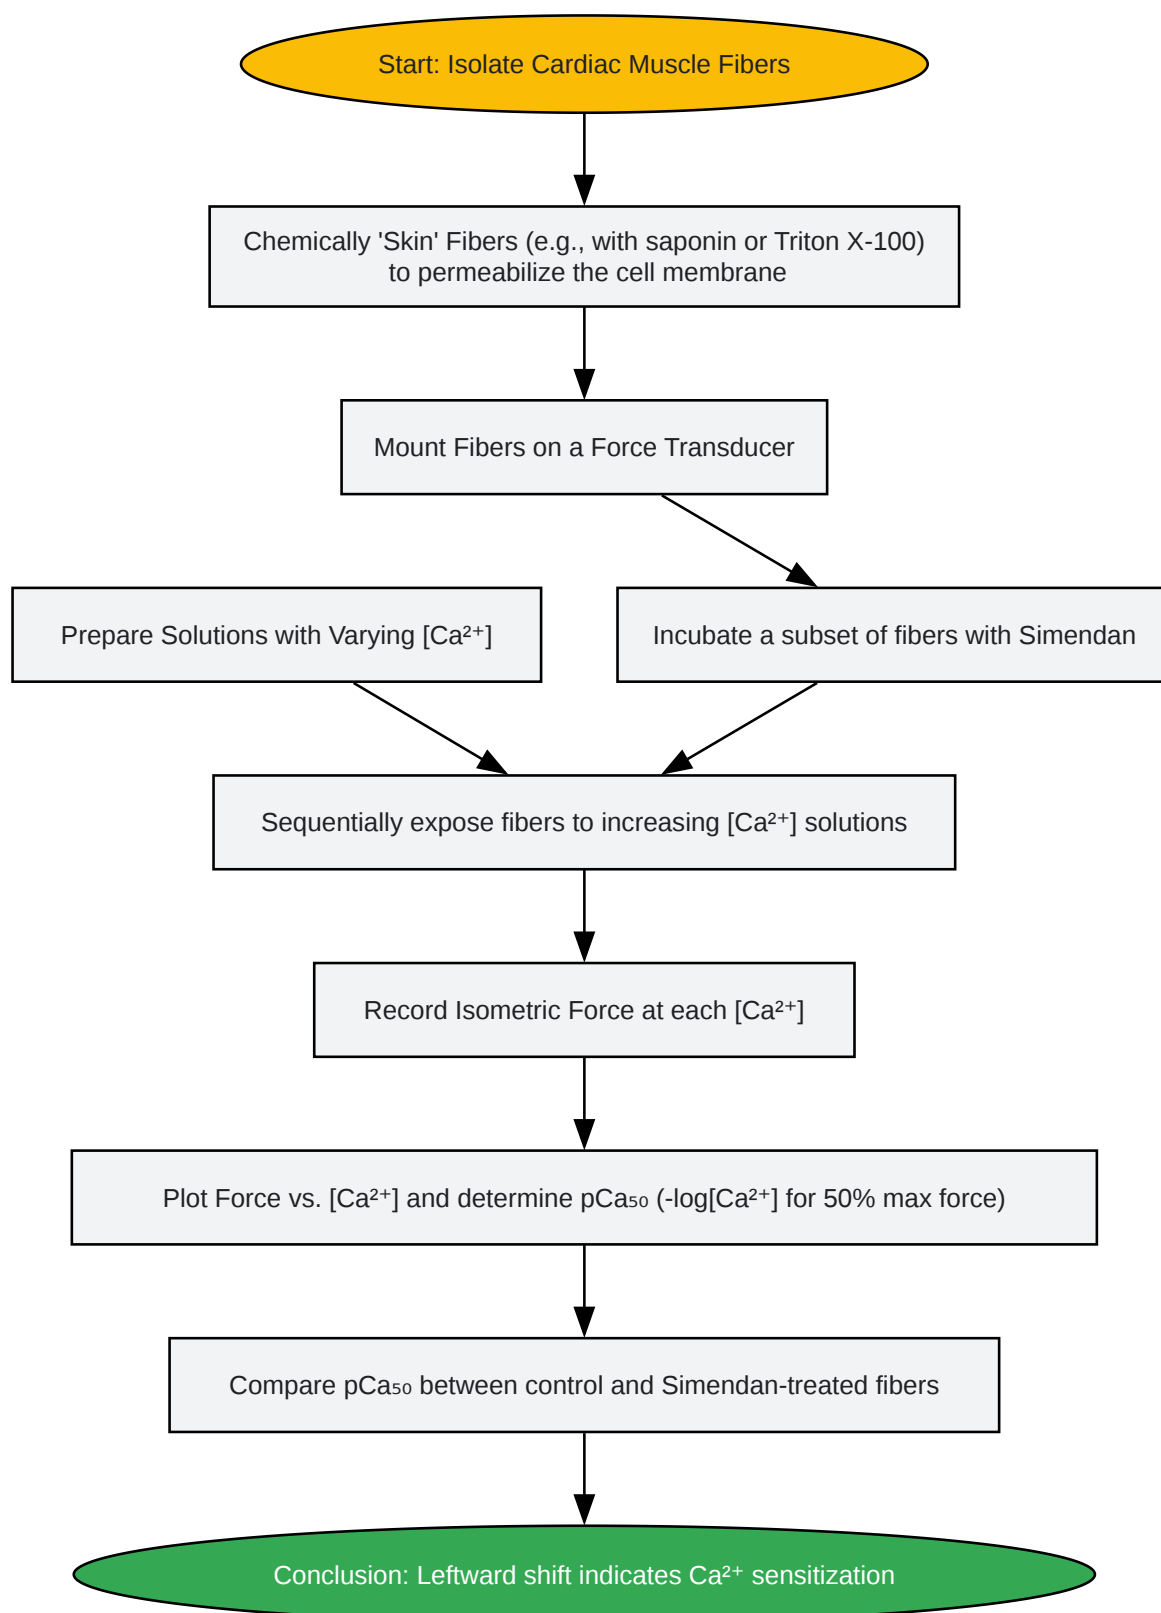 Start: Isolate Cardiac Muscle Fibers
Chemically 'Skin' Fibers (e.g., with saponin or Triton X-100)
to permeabilize the cell membrane
Mount Fibers on a Force Transducer
Prepare Solutions with Varying [Ca²⁺]
Incubate a subset of fibers with Simendan
Sequentially expose fibers to increasing [Ca²⁺] solutions
Record Isometric Force at each [Ca²⁺]
Plot Force vs. [Ca²⁺] and determine pCa₅₀ (-log[Ca²⁺] for 50% max force)
Compare pCa₅₀ between control and Simendan-treated fibers
Conclusion: Leftward shift indicates Ca²⁺ sensitization